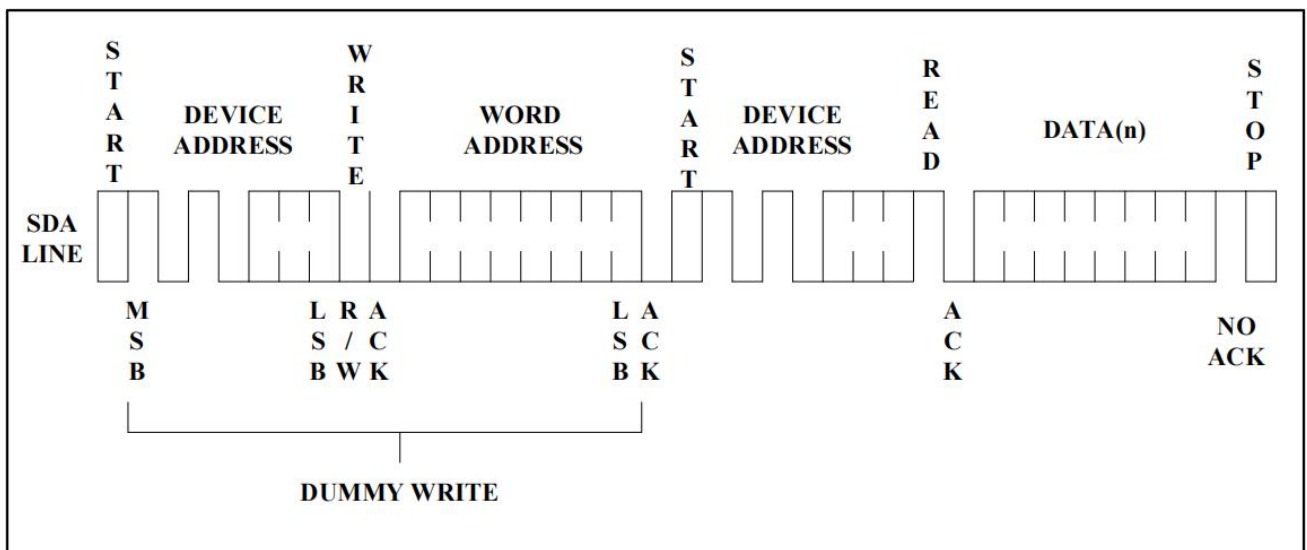 START
WRITE
START
READ
STOP
DEVICE
ADDRESS
WORD
ADDRESS
DEVICE
ADDRESS
DATA(n)
SDA
LINE
MSB
LSB
R/W
ACK
LSB
ACK
ACK
NO
ACK
DUMMY WRITE